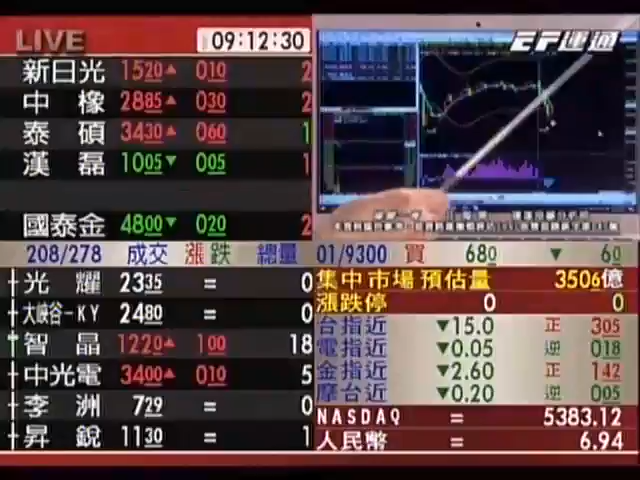 LIVE 09:12:30
EF 運通
新日光 1520▲ 010 2
中橡 2885▲ 030 2
泰碩 3430▲ 060 1
漢磊 1005▼ 005 1
國泰金 4800▼ 020 2
208/278 成交 漲跌 總量
光耀 2335 = 0
大峽谷-KY 2480 = 0
智晶 1220▲ 100 18
中光電 3400▲ 010 5
李洲 729 = 0
昇銳 1130 = 1
01/9300 買 680 ▼ 60
集中市場預估量 3506億
漲跌停 0 0
台指近 ▼15.0 正 305
電指近 ▼0.05 逆 018
金指近 ▼2.60 正 142
摩台近 ▼0.20 逆 005
NASDAQ = 5383.12
人民幣 = 6.94